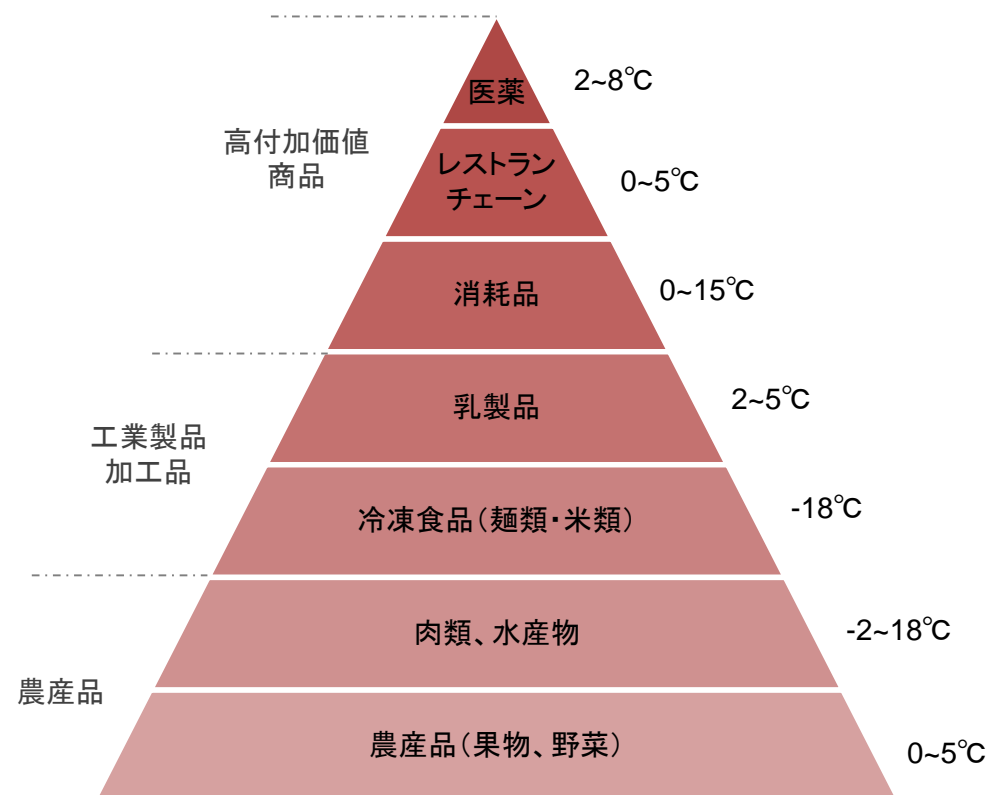 医薬
2~8℃
高付加価値
商品
レストラン
チェーン
0~5℃
消耗品
0~15℃
乳製品
2~5℃
工業製品
加工品
冷凍食品（麺類・米類）
-18℃
肉類、水産物
-2~18℃
農産品
農産品（果物、野菜）
0~5℃